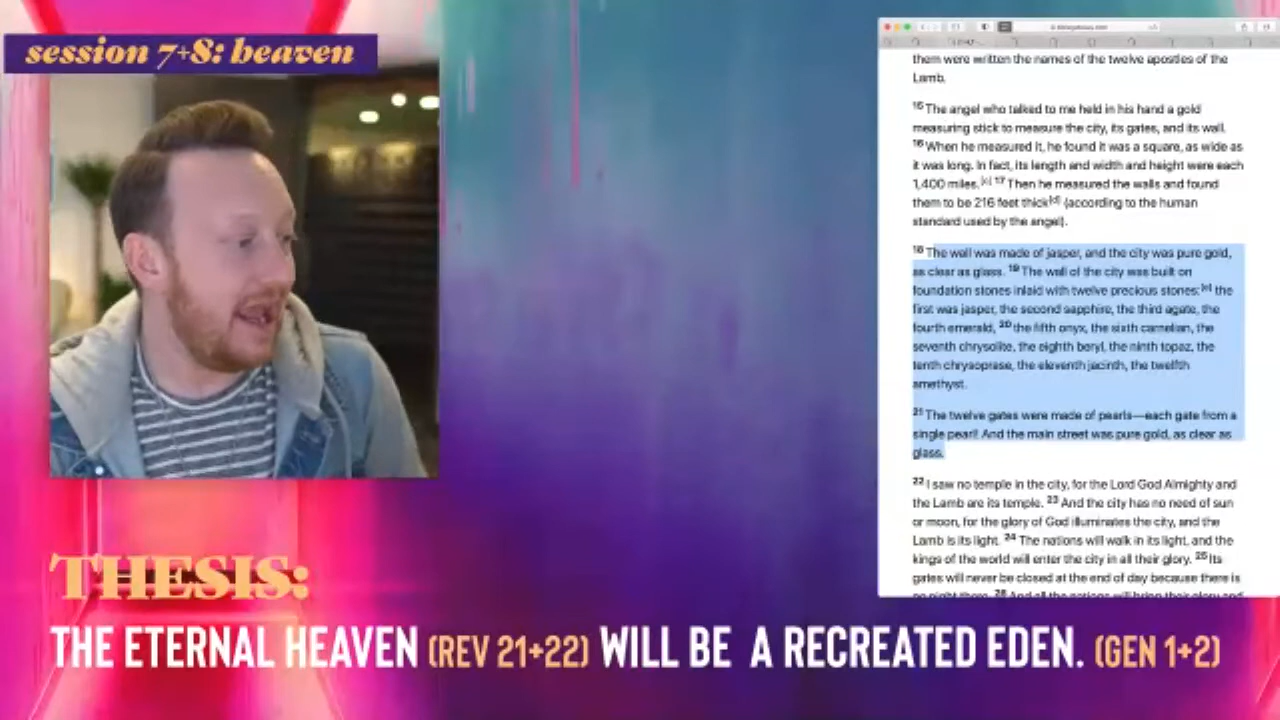 session 7+8: heaven
them were written the names of the twelve apostles of the
Lamb.
15 The angel who talked to me held in his hand a gold
measuring stick to measure the city, its gates, and its wall.
16 When he measured it, he found it was a square, as wide as
it was long. In fact, its length and width and height were each
1,400 miles.[c] 17 Then he measured the walls and found
them to be 216 feet thick[d] (according to the human
standard used by the angel).
18 The wall was made of jasper, and the city was pure gold,
as clear as glass. 19 The wall of the city was built on
foundation stones inlaid with twelve precious stones:[e] the
first was jasper, the second sapphire, the third agate, the
fourth emerald, 20 the fifth onyx, the sixth carnelian, the
seventh chrysolite, the eighth beryl, the ninth topaz, the
tenth chrysoprase, the eleventh jacinth, the twelfth
amethyst.
21 The twelve gates were made of pearls—each gate from a
single pearl! And the main street was pure gold, as clear as
glass.
22 I saw no temple in the city, for the Lord God Almighty and
the Lamb are its temple. 23 And the city has no need of sun
or moon, for the glory of God illuminates the city, and the
Lamb is its light. 24 The nations will walk in its light, and the
kings of the world will enter the city in all their glory. 25 Its
gates will never be closed at the end of day because there is
no night there. 26 And all the nations will bring their glory and
THESIS:
THE ETERNAL HEAVEN (REV 21+22) WILL BE A RECREATED EDEN. (GEN 1+2)